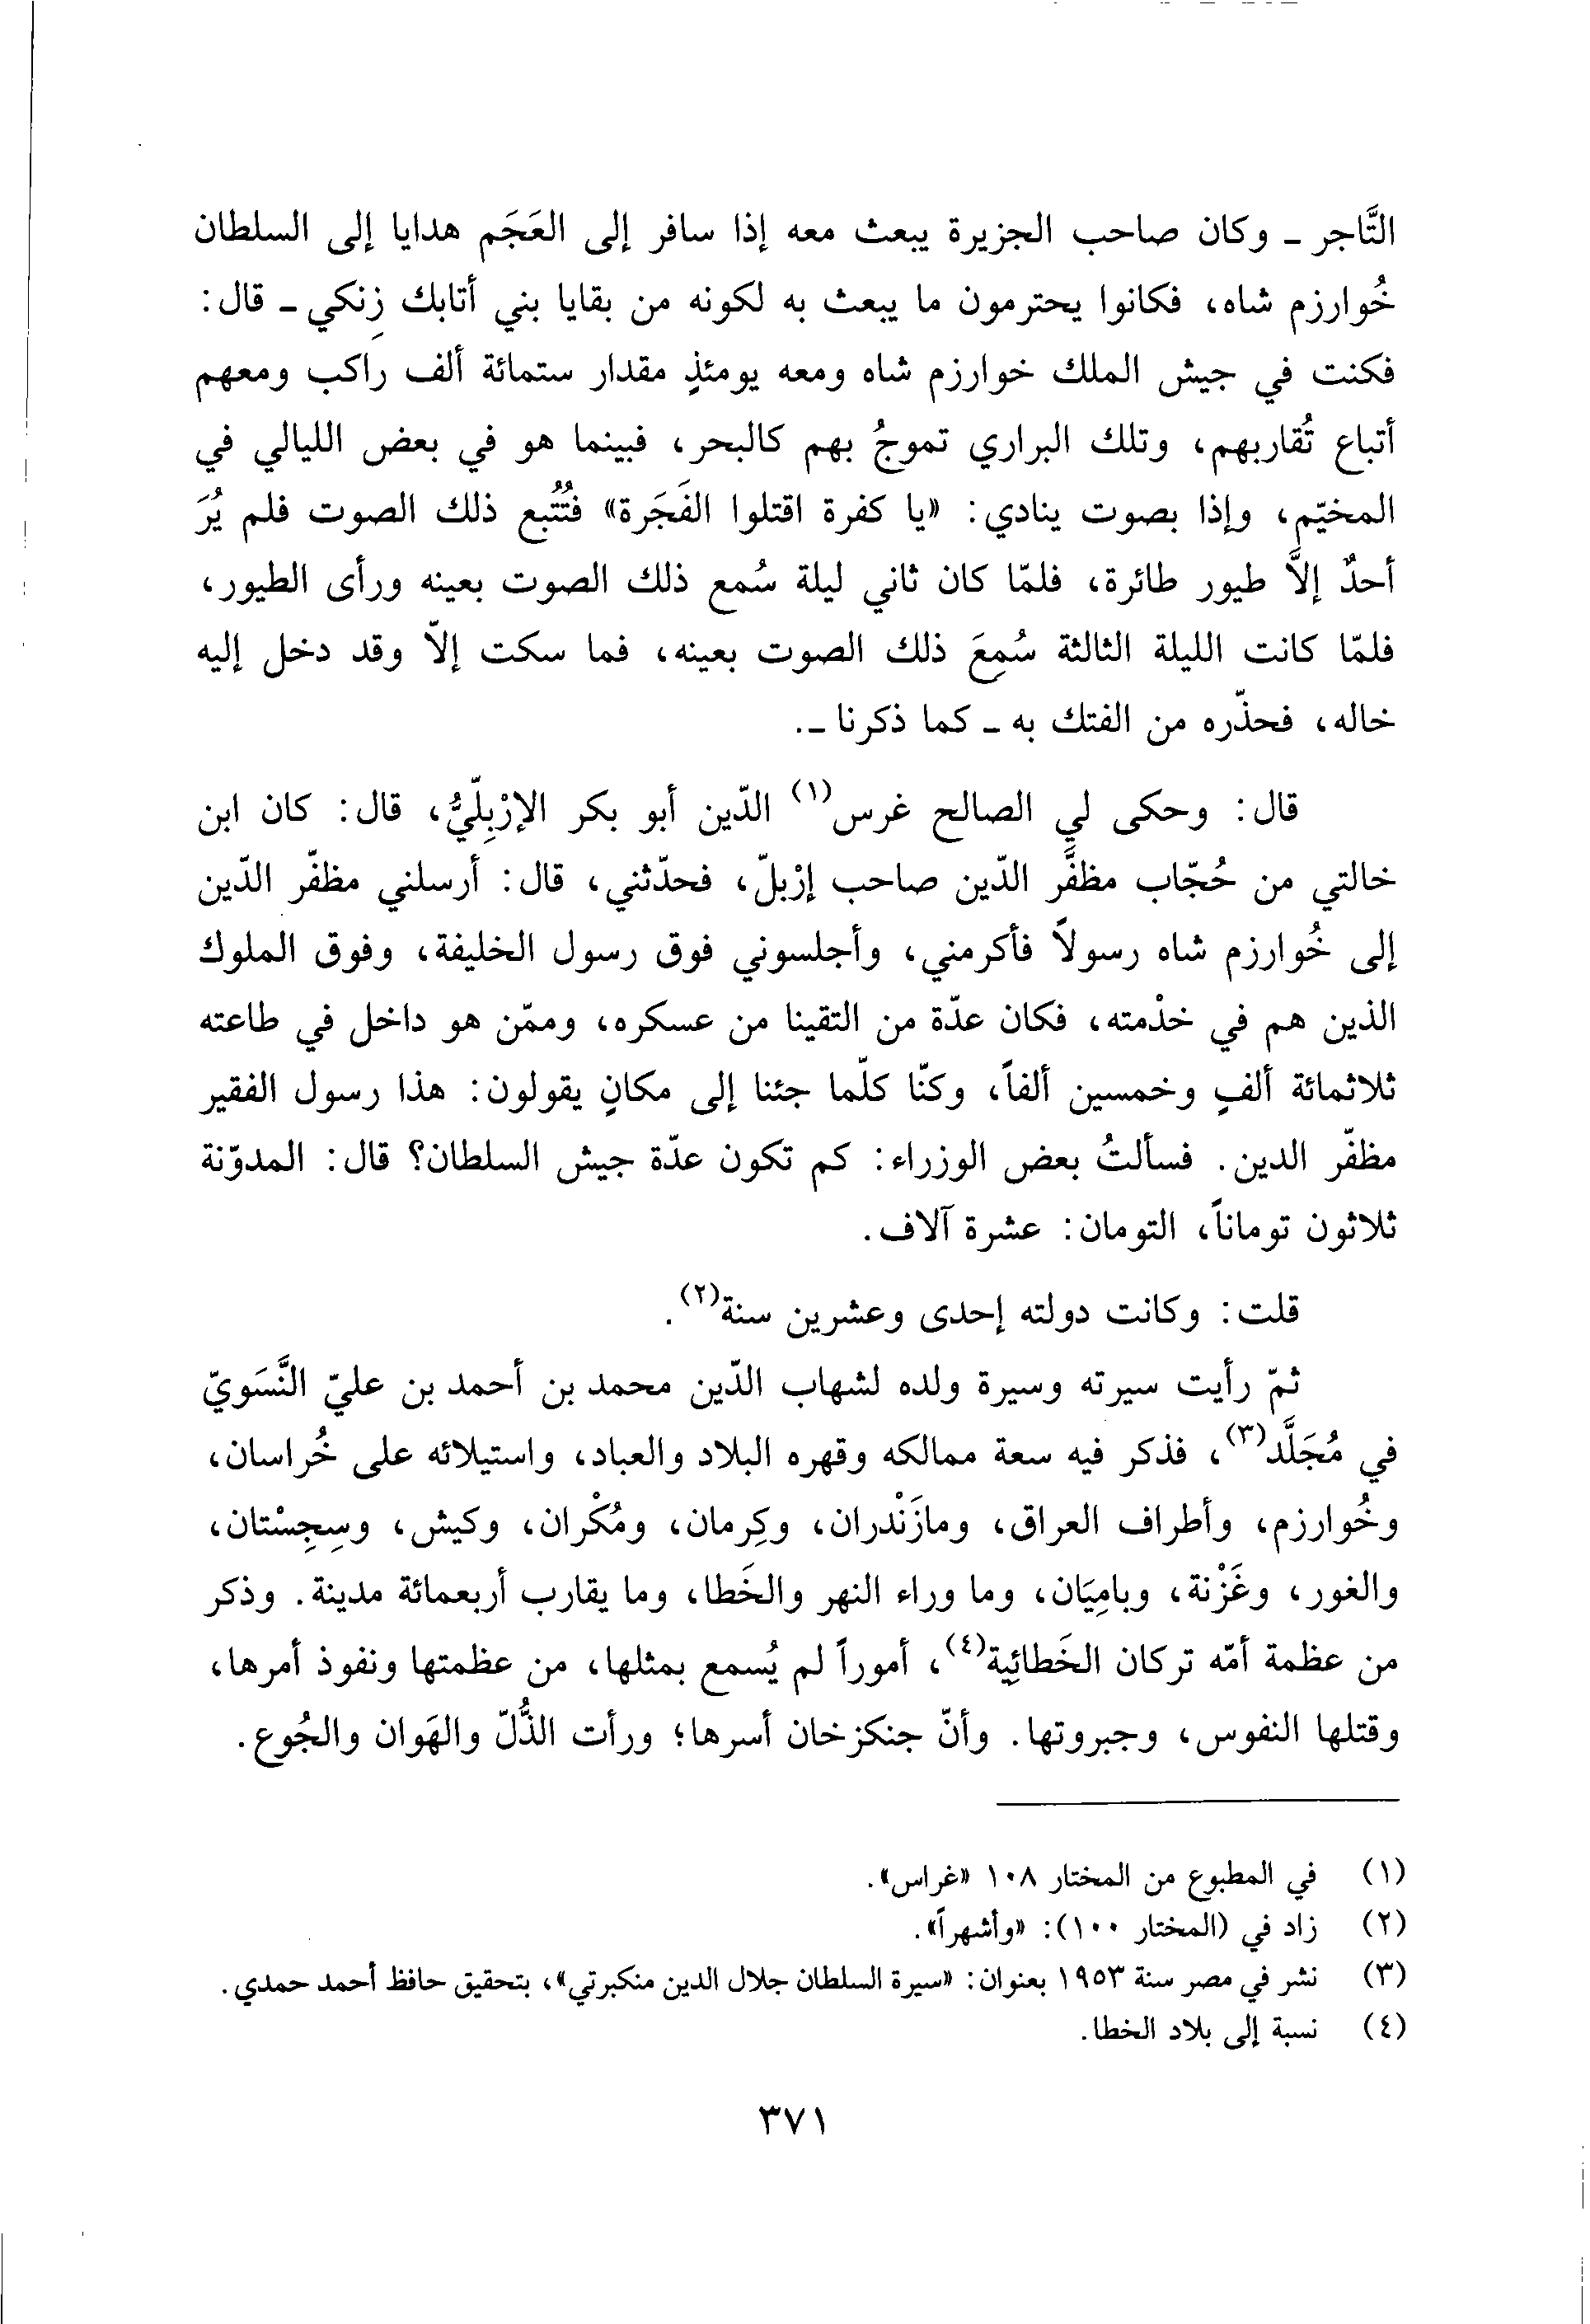 التَّاجر ـ وكان صاحب الجزيرة يبعث معه إذا سافر إلى العَجَم هدايا إلى السلطان
خُوارزم شاه، فكانوا يحترمون ما يبعث به لكونه من بقايا بني أتابك زِنكي ـ قال:
فكنت في جيش الملك خوارزم شاه ومعه يومئذٍ مقدار ستمائة ألف راكب ومعهم
أتباع تُقاربهم، وتلك البراري تموجُ بهم كالبحر، فبينما هو في بعض الليالي في
المخيّم، وإذا بصوت ينادي: «يا كفرة اقتلوا الفَجَرة» فتُتُبع ذلك الصوت فلم يُرَ
أحدٌ إلاَّ طيور طائرة، فلمّا كان ثاني ليلة سُمع ذلك الصوت بعينه ورأى الطيور،
فلمّا كانت الليلة الثالثة سُمِعَ ذلك الصوت بعينه، فما سكت إلاّ وقد دخل إليه
خاله، فحذّره من الفتك به ـ كما ذكرنا ـ.
قال: وحكى لي الصالح غرس(١) الدّين أبو بكر الإرْبِلّيُّ، قال: كان ابن
خالتي من حُجّاب مظفَّر الدّين صاحب إرْبلّ، فحدّثني، قال: أرسلني مظفّر الدّين
إلى خُوارزم شاه رسولاً فأكرمني، وأجلسوني فوق رسول الخليفة، وفوق الملوك
الذين هم في خدْمته، فكان عدّة من التقينا من عسكره، وممّن هو داخل في طاعته
ثلاثمائة ألفٍ وخمسين ألفاً، وكنّا كلّما جئنا إلى مكانٍ يقولون: هذا رسول الفقير
مظفّر الدين. فسألتُ بعض الوزراء: كم تكون عدّة جيش السلطان؟ قال: المدوّنة
ثلاثون توماناً، التومان: عشرة آلاف.
قلت: وكانت دولته إحدى وعشرين سنة(٢).
ثمّ رأيت سيرته وسيرة ولده لشهاب الدّين محمد بن أحمد بن عليّ النَّسَويّ
في مُجَلَّد(٣)، فذكر فيه سعة ممالكه وقهره البلاد والعباد، واستيلائه على خُراسان،
وخُوارزم، وأطراف العراق، ومازَنْدران، وكِرمان، ومُكْران، وكيش، وسِجِسْتان،
والغور، وغَزْنة، وبامِيَان، وما وراء النهر والخَطا، وما يقارب أربعمائة مدينة. وذكر
من عظمة أمّه تركان الخَطائِية(٤)، أموراً لم يُسمع بمثلها، من عظمتها ونفوذ أمرها،
وقتلها النفوس، وجبروتها. وأنّ جنكزخان أسرها؛ ورأت الذُّلّ والهَوان والجُوع.
(١) في المطبوع من المختار ١٠٨ «غراس».
(٢) زاد في (المختار ١٠٠): «وأشهراً».
(٣) نشر في مصر سنة ١٩٥٣ بعنوان: «سيرة السلطان جلال الدين منكبرتي»، بتحقيق حافظ أحمد حمدي.
(٤) نسبة إلى بلاد الخطا.
٣٧١